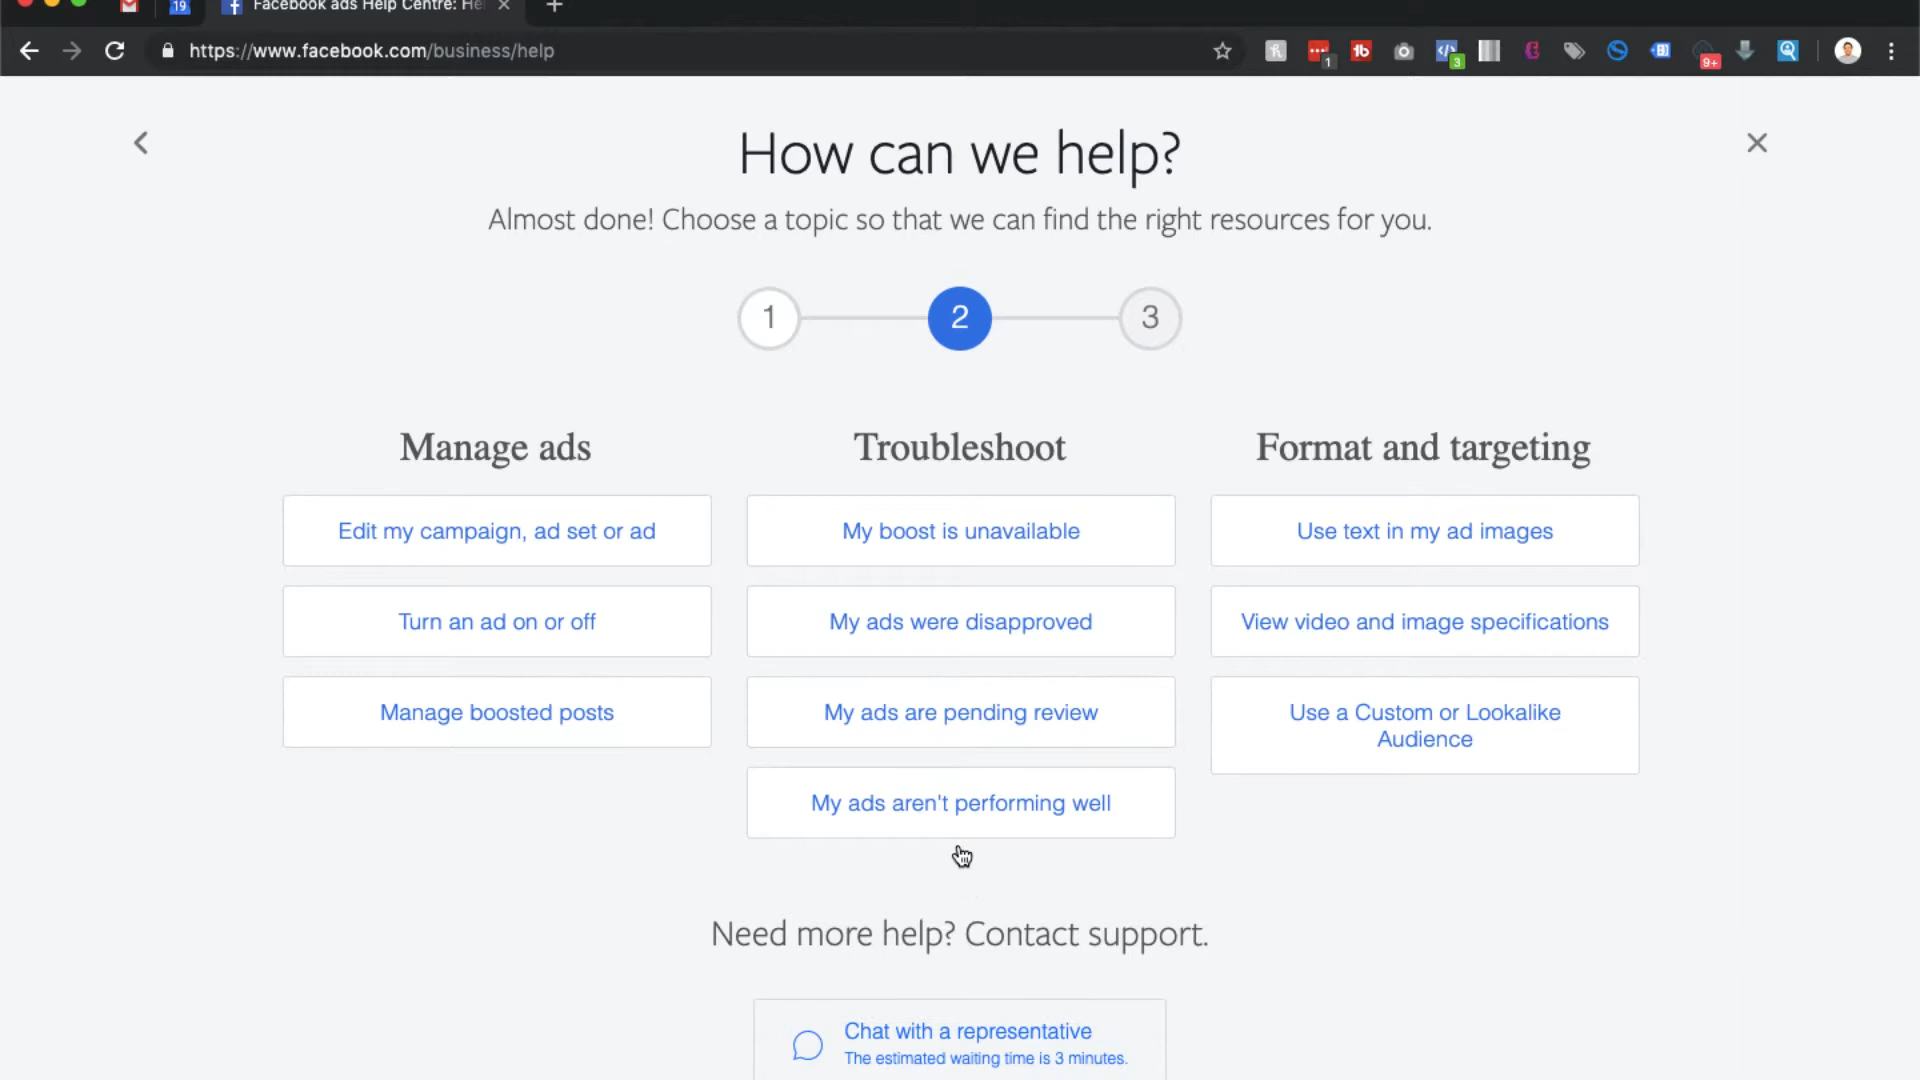 19
Facebook ads Help Centre: He
https://www.facebook.com/business/help
1
3
9+
How can we help?
Almost done! Choose a topic so that we can find the right resources for you.
1
2
3
Manage ads
Edit my campaign, ad set or ad
Turn an ad on or off
Manage boosted posts
Troubleshoot
My boost is unavailable
My ads were disapproved
My ads are pending review
My ads aren't performing well
Format and targeting
Use text in my ad images
View video and image specifications
Use a Custom or Lookalike
Audience
Need more help? Contact support.
Chat with a representative
The estimated waiting time is 3 minutes.